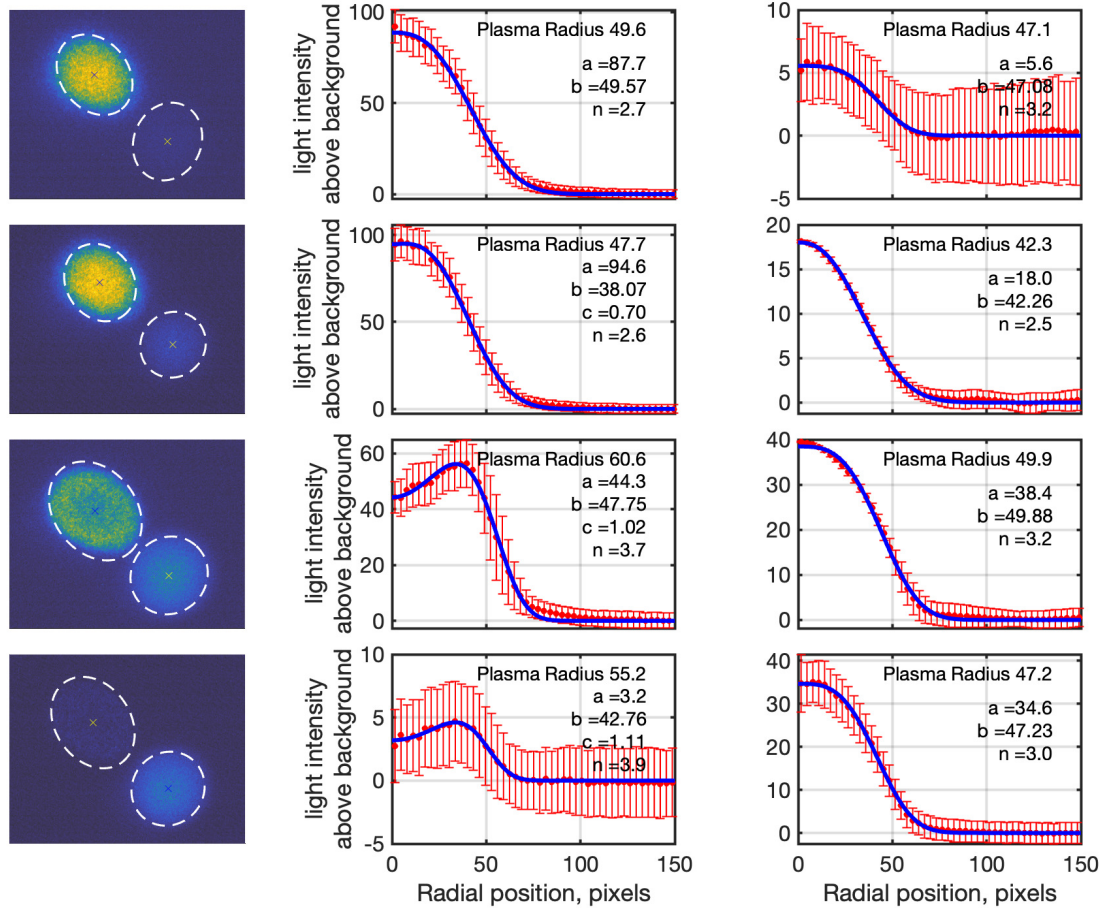 100
50
0
light intensity
above background
Plasma Radius 49.6
a =87.7
b =49.57
n =2.7
10
5
0
-5
Plasma Radius 47.1
a =5.6
b =47.08
n =3.2
100
50
0
light intensity
above background
Plasma Radius 47.7
a =94.6
b =38.07
c =0.70
n =2.6
20
15
10
5
0
Plasma Radius 42.3
a =18.0
b =42.26
n =2.5
60
40
20
0
light intensity
above background
Plasma Radius 60.6
a =44.3
b =47.75
c =1.02
n =3.7
40
30
20
10
0
Plasma Radius 49.9
a =38.4
b =49.88
n =3.2
10
5
0
-5
light intensity
above background
Plasma Radius 55.2
a =3.2
b =42.76
c =1.11
n =3.9
0 50 100 150
Radial position, pixels
40
30
20
10
0
Plasma Radius 47.2
a =34.6
b =47.23
n =3.0
0 50 100 150
Radial position, pixels